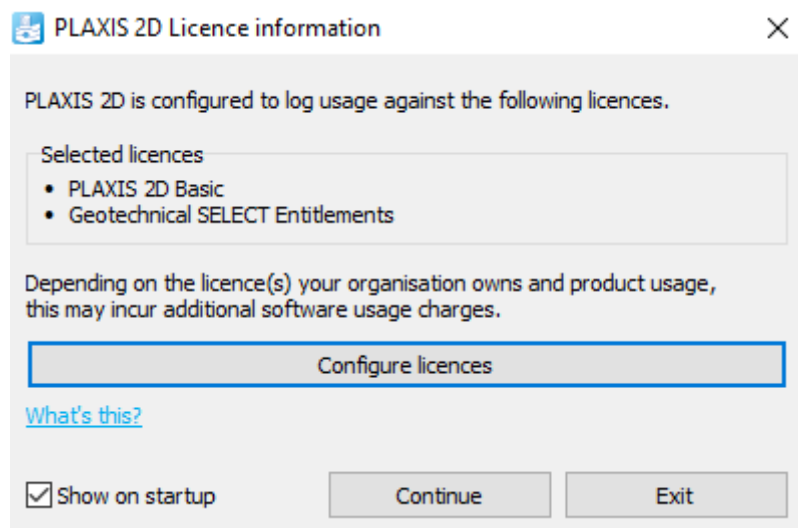 PLAXIS 2D Licence information
PLAXIS 2D is configured to log usage against the following licences.
Selected licences
• PLAXIS 2D Basic
• Geotechnical SELECT Entitlements
Depending on the licence(s) your organisation owns and product usage,
this may incur additional software usage charges.
Configure licences
What's this?
Show on startup
Continue
Exit